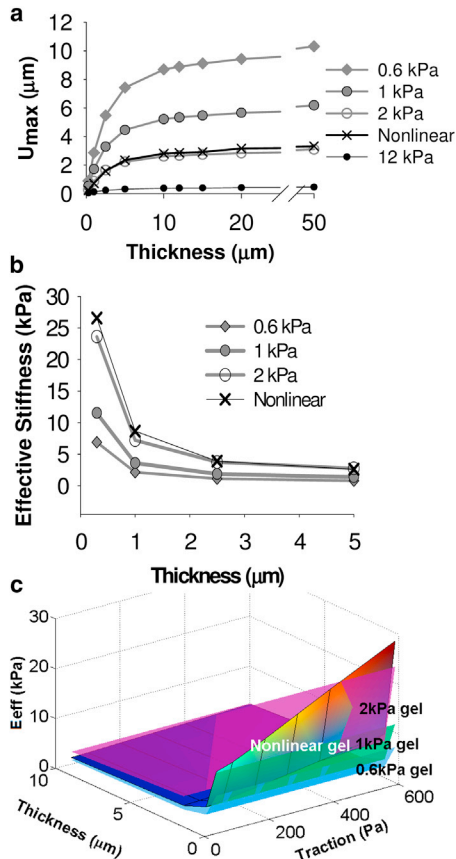 a
12
10
8
6
4
2
0
Umax (μm)
0 10 20 50
Thickness (μm)
0.6 kPa
1 kPa
2 kPa
Nonlinear
12 kPa
b
30
25
20
15
10
5
0
Effective Stiffness (kPa)
0 1 2 3 4 5
Thickness (μm)
0.6 kPa
1 kPa
2 kPa
Nonlinear
c
30
20
10
0
Eeff (kPa)
10
5
0
Thickness (μm)
0
200
400
600
Traction (Pa)
2kPa gel
Nonlinear gel
1kPa gel
0.6kPa gel